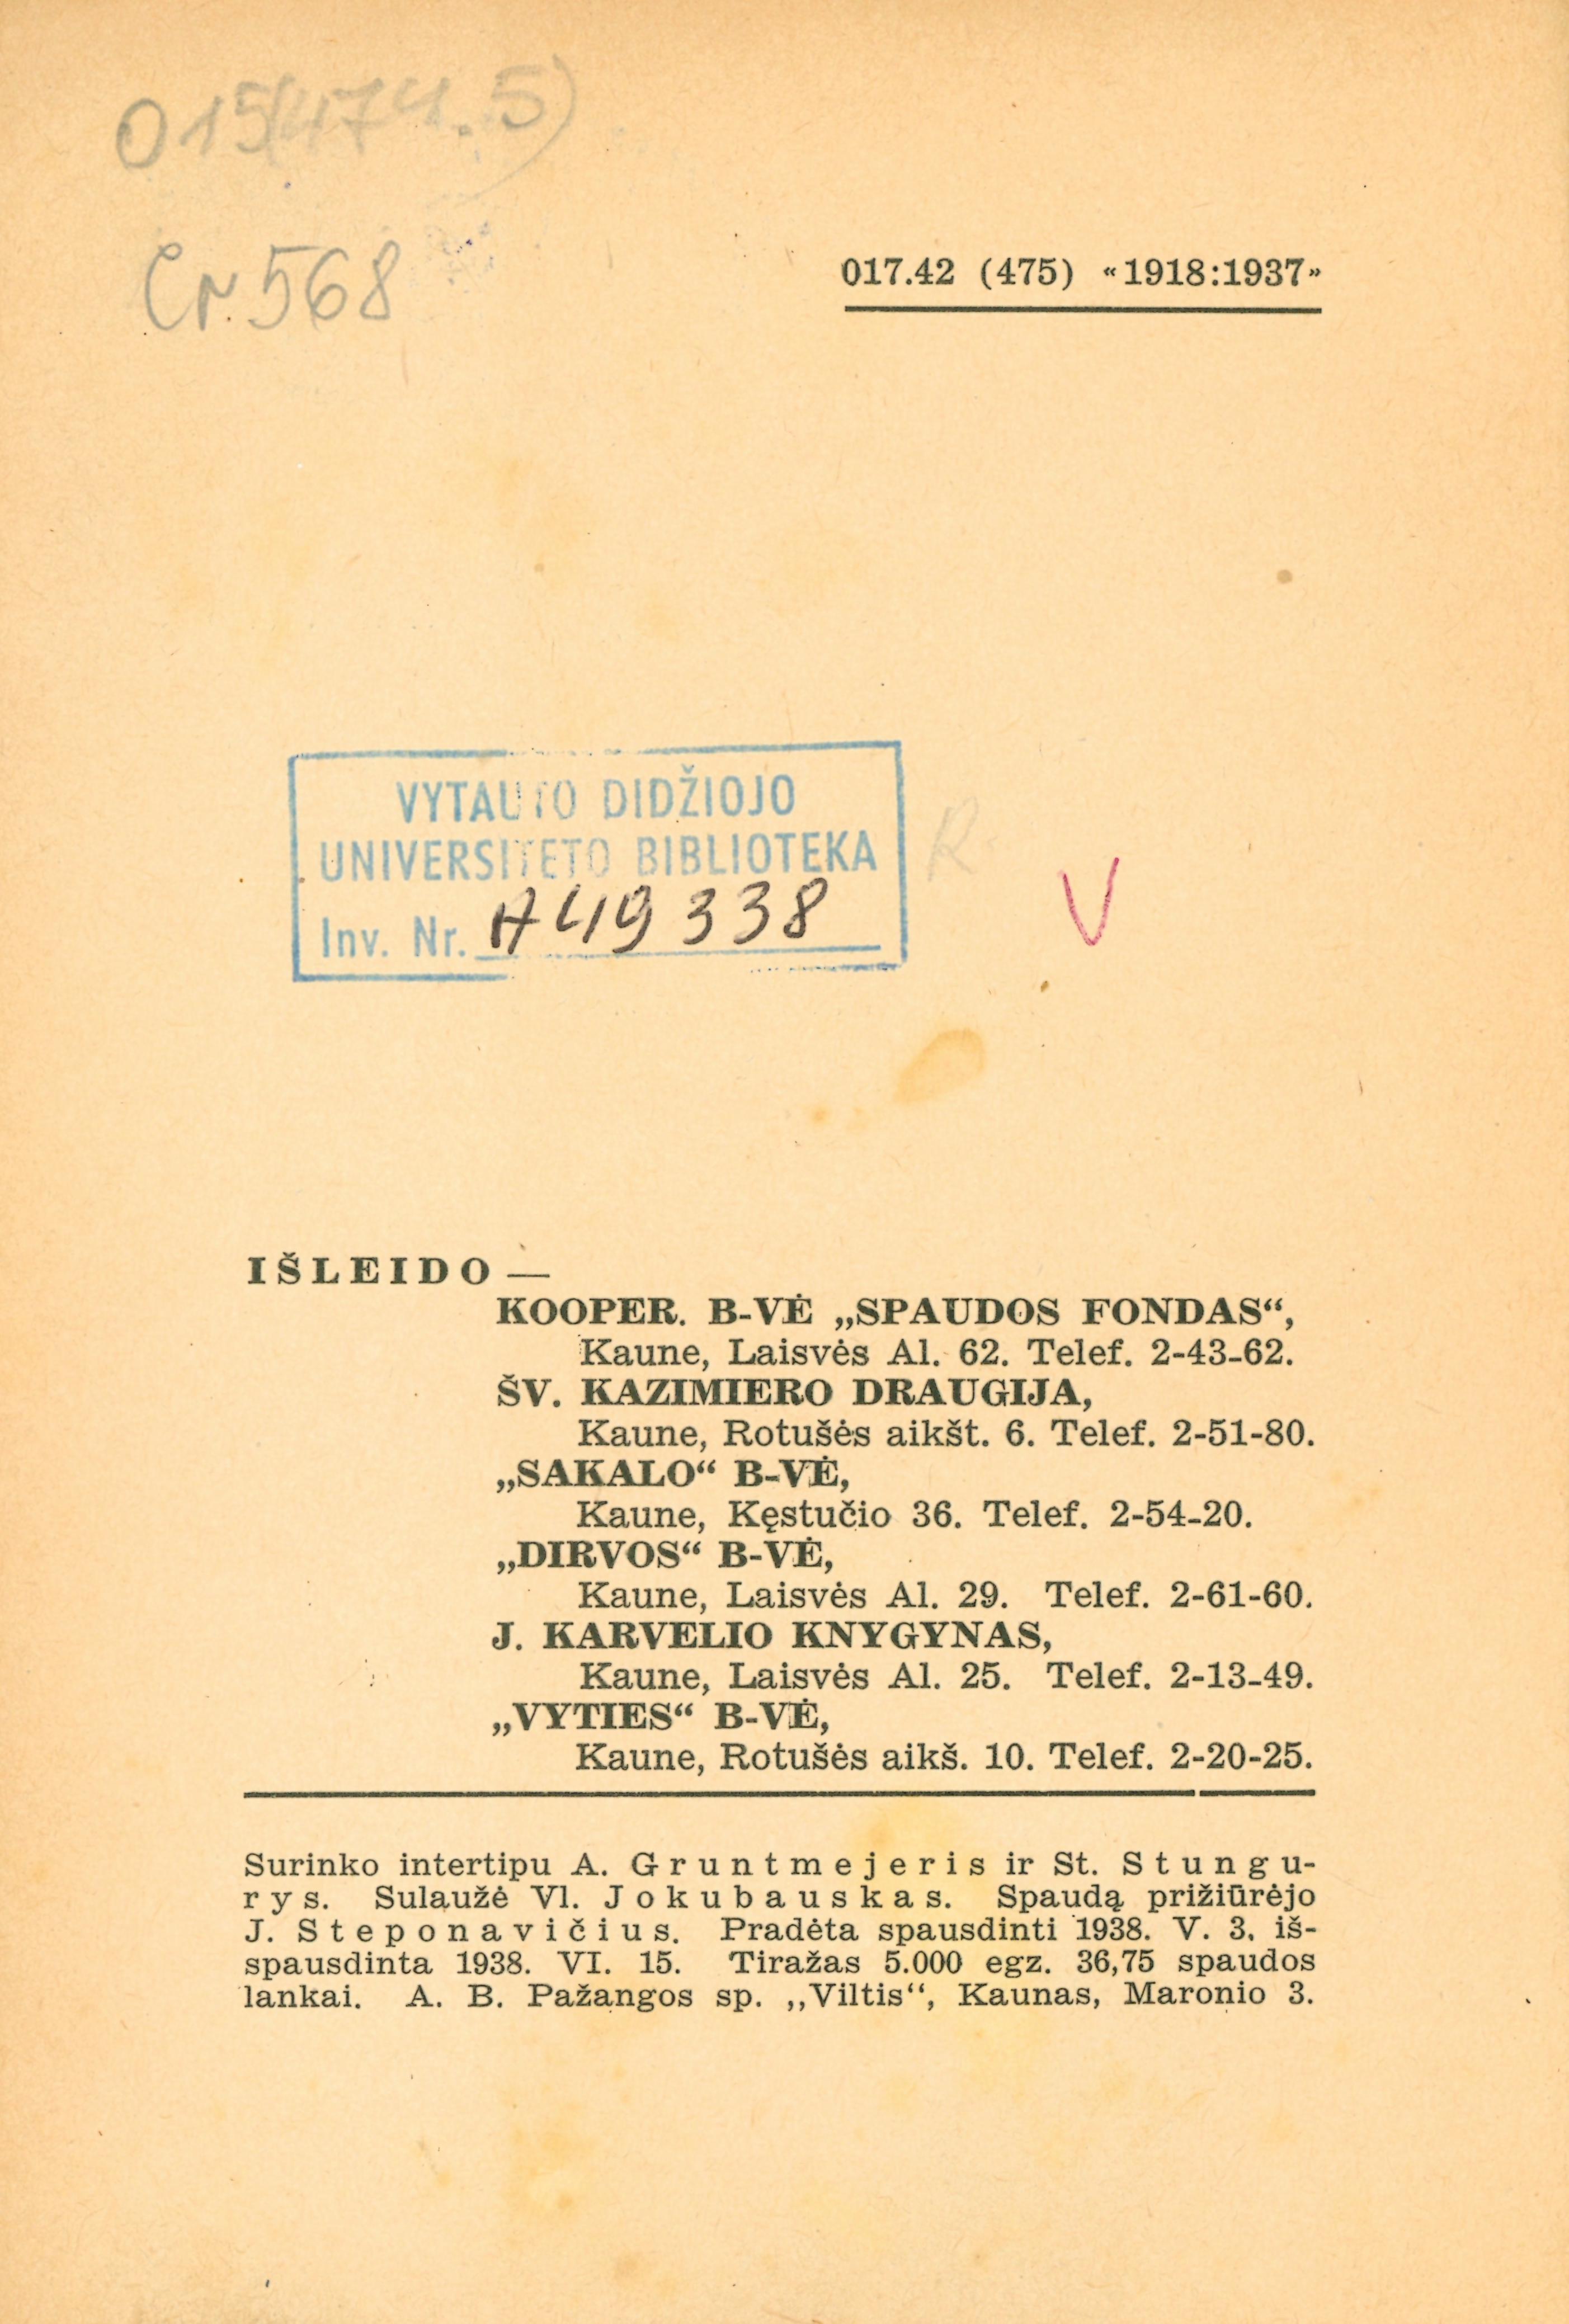 015(474.5)
Cr. 568
017.42 (475) «1918:1937»
VYTAUTO DIDŽIOJO
UNIVERSITETO BIBLIOTEKA
Inv. Nr. A49338
R
V
IŠLEIDO —
KOOPER. B-VĖ „SPAUDOS FONDAS“,
Kaune, Laisvės Al. 62. Telef. 2-43-62.
ŠV. KAZIMIERO DRAUGIJA,
Kaune, Rotušės aikšt. 6. Telef. 2-51-80.
„SAKALO“ B-VĖ,
Kaune, Kęstučio 36. Telef. 2-54-20.
„DIRVOS“ B-VĖ,
Kaune, Laisvės Al. 29. Telef. 2-61-60.
J. KARVELIO KNYGYNAS,
Kaune, Laisvės Al. 25. Telef. 2-13-49.
„VYTIES“ B-VĖ,
Kaune, Rotušės aikš. 10. Telef. 2-20-25.
Surinko intertipu A. Gruntmejeris ir St. Stungu-
rys. Sulaužė Vl. Jokubauskas. Spaudą prižiūrėjo
J. Steponavičius. Pradėta spausdinti 1938. V. 3. iš-
spausdinta 1938. VI. 15. Tiražas 5.000 egz. 36,75 spaudos
lankai. A. B. Pažangos sp. ,,Viltis“, Kaunas, Maronio 3.